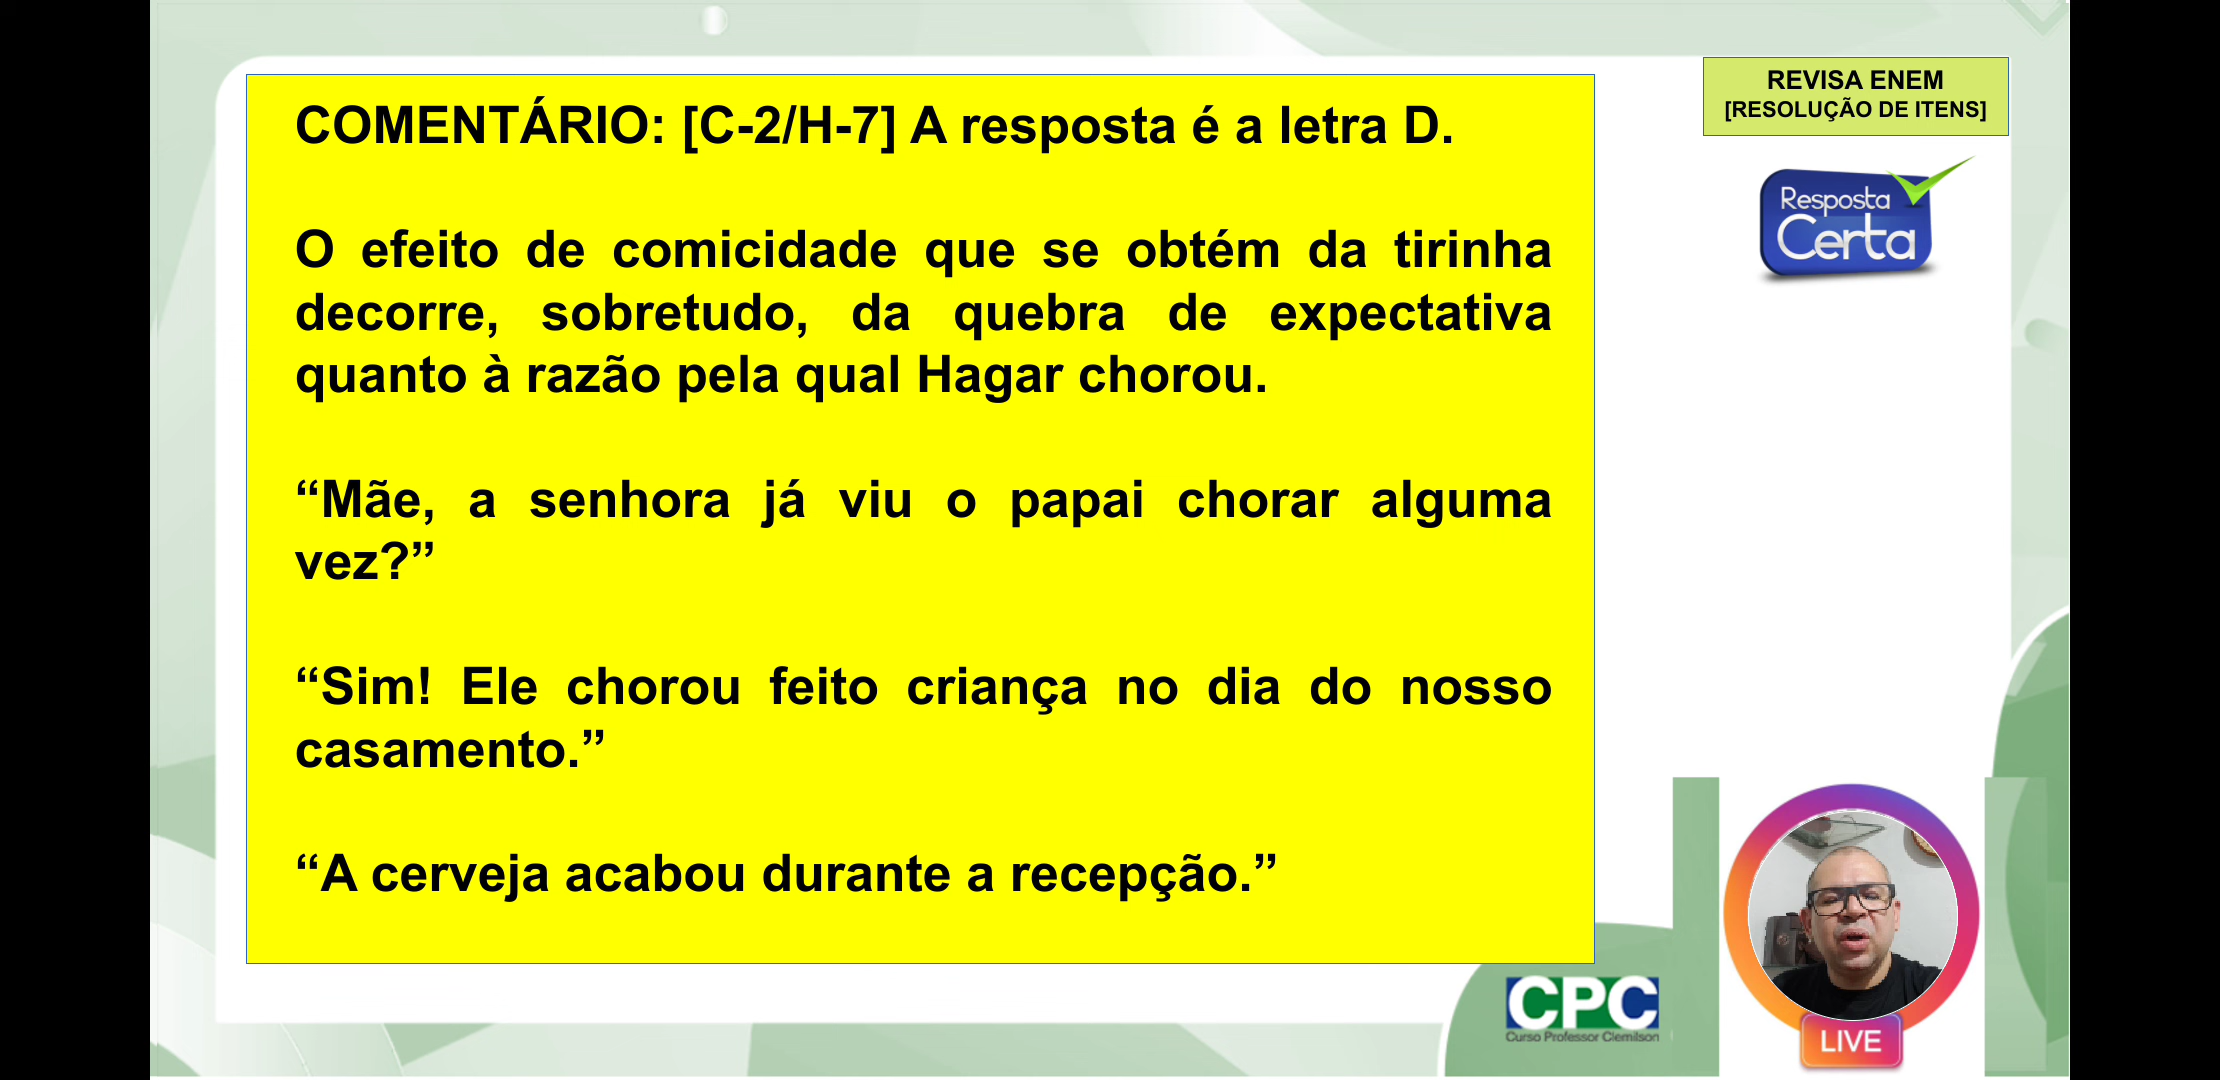 COMENTÁRIO: [C-2/H-7] A resposta é a letra D.
O efeito de comicidade que se obtém da tirinha
decorre, sobretudo, da quebra de expectativa
quanto à razão pela qual Hagar chorou.
“Mãe, a senhora já viu o papai chorar alguma
vez?”
“Sim! Ele chorou feito criança no dia do nosso
casamento.”
“A cerveja acabou durante a recepção.”
REVISA ENEM
[RESOLUÇÃO DE ITENS]
Resposta
Certa
CPC
Curso Professor Clemilson
LIVE